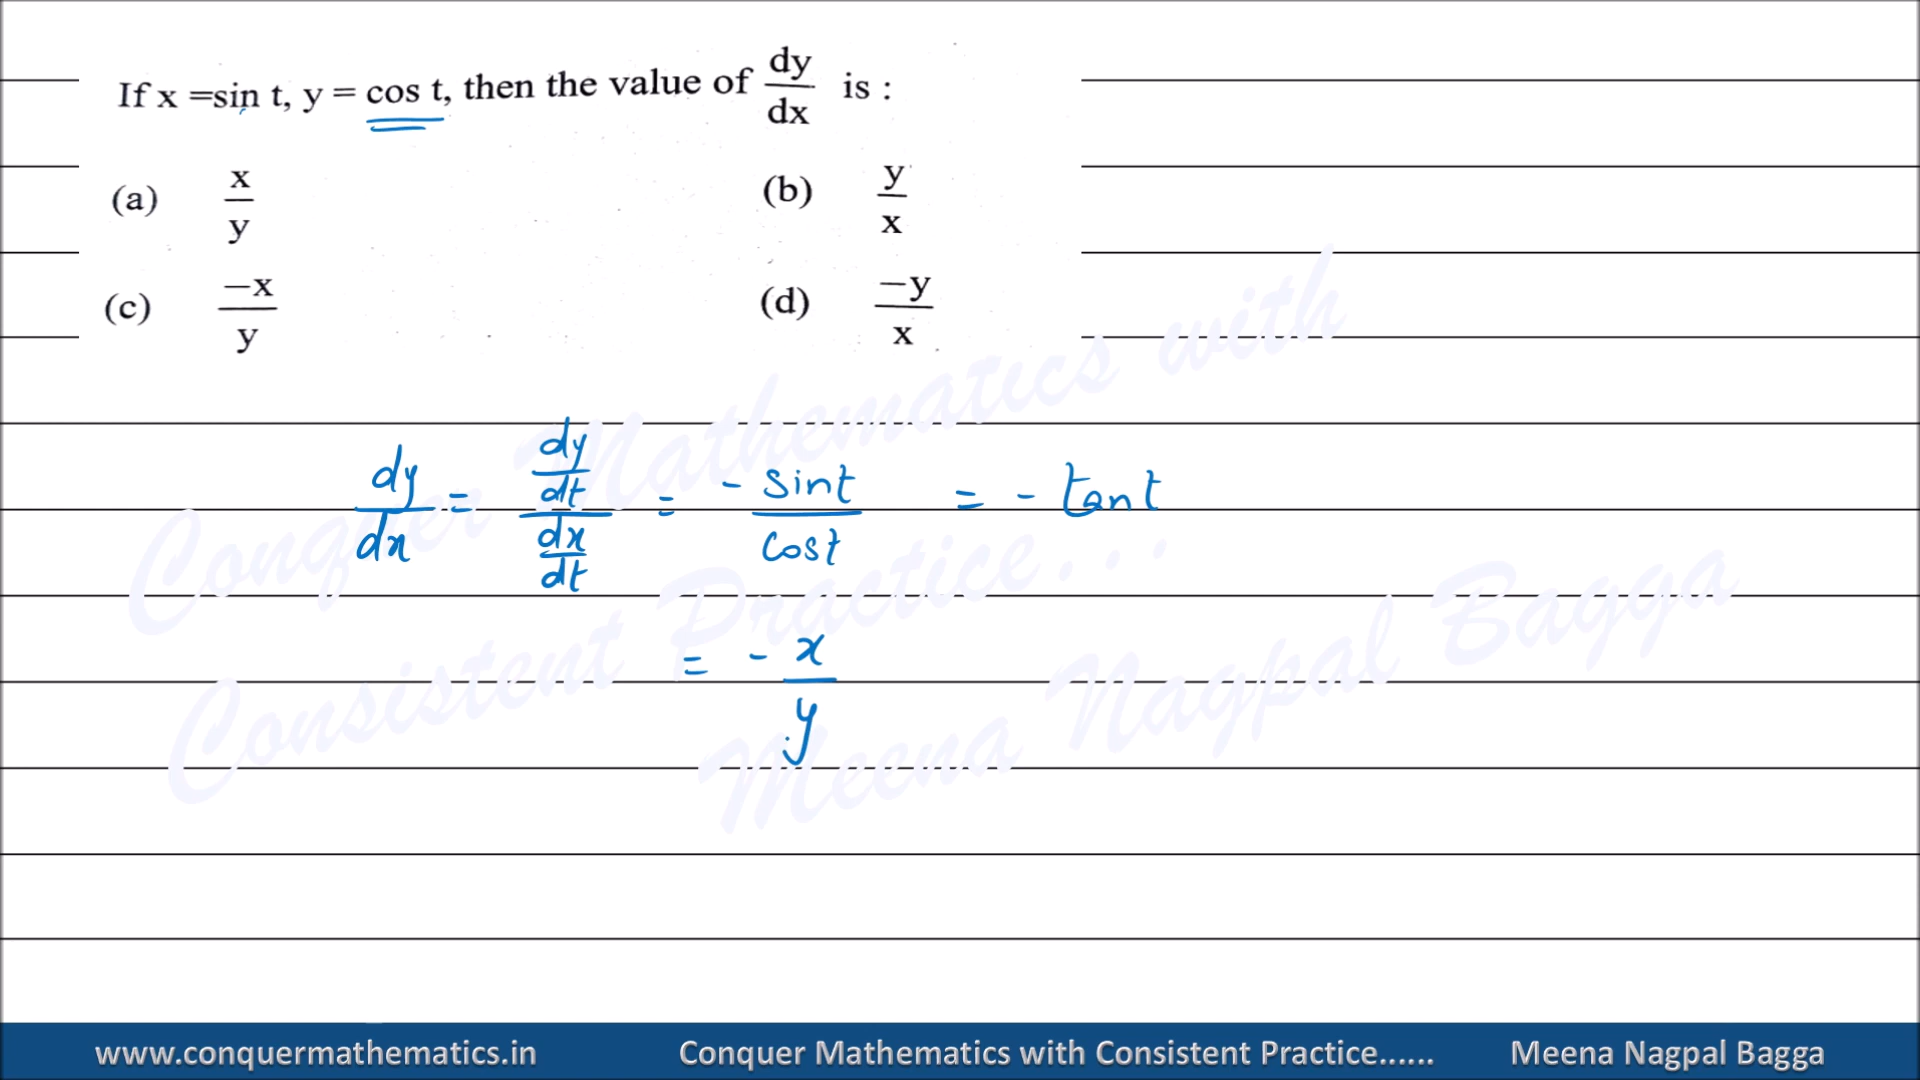 If x =sin t, y = cos t, then the value of dy/dx is :
(a) x/y (b) y/x
(c) −x/y (d) −y/x
dy/dx = (dy/dt)/(dx/dt) = - sint/cost = - tant
= - x/y
Conquer Mathematics with
Consistent Practice...
Meena Nagpal Bagga
www.conquermathematics.in Conquer Mathematics with Consistent Practice...... Meena Nagpal Bagga